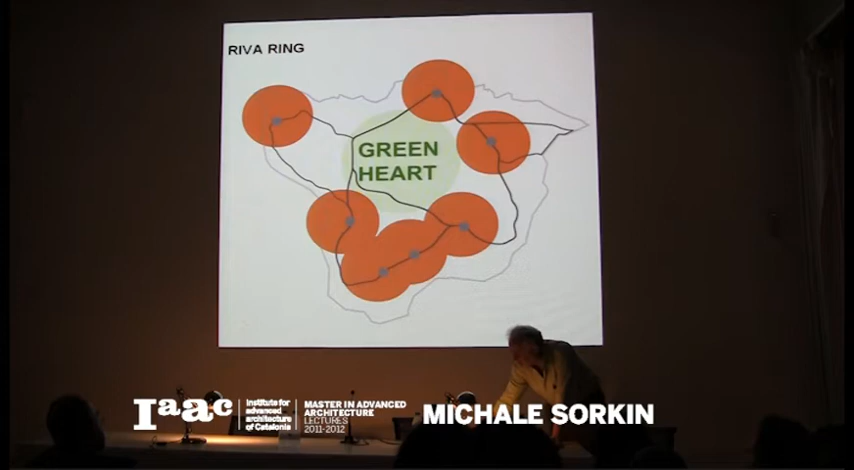 RIVA RING
GREEN
HEART
Iaac
Institute for
advanced
architecture
of Catalonia
MASTER IN ADVANCED
ARCHITECTURE
LECTURES
2011-2012
MICHALE SORKIN